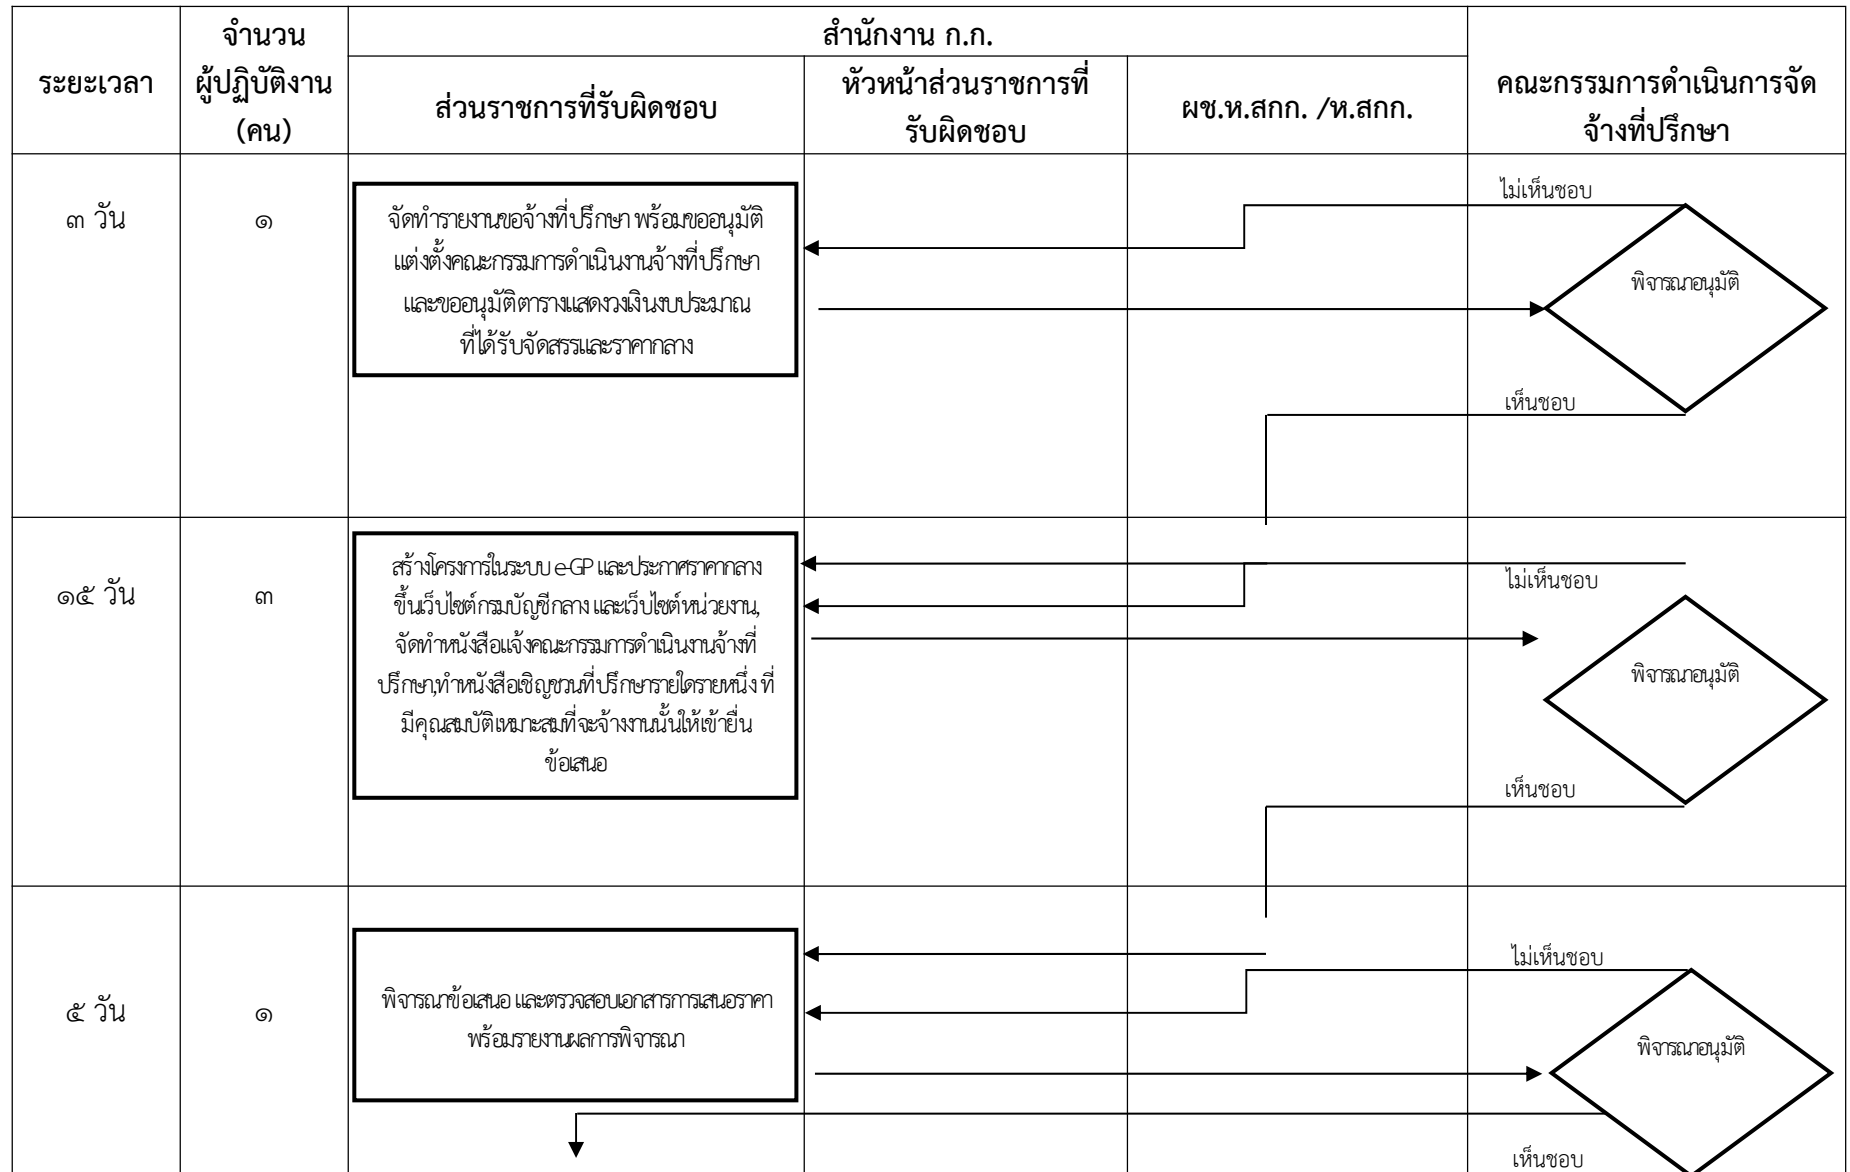 ระยะเวลา
จำนวน
ผู้ปฏิบัติงาน
(คน)
สำนักงาน ก.ก.
ส่วนราชการที่รับผิดชอบ
หัวหน้าส่วนราชการที่
รับผิดชอบ
ผช.ห.สกก. /ห.สกก.
คณะกรรมการดำเนินการจัด
จ้างที่ปรึกษา
๓ วัน
๑
จัดทำรายงานขอจ้างที่ปรึกษา พร้อมขออนุมัติ
แต่งตั้งคณะกรรมการดำเนินงานจ้างที่ปรึกษา
และขออนุมัติตารางแสดงวงเงินงบประมาณ
ที่ได้รับจัดสรรและราคากลาง
ไม่เห็นชอบ
พิจารณาอนุมัติ
เห็นชอบ
๑๕ วัน
๓
สร้างโครงการในระบบ e-GP และประกาศราคากลาง
ขึ้นเว็บไซต์กรมบัญชีกลาง และเว็บไซต์หน่วยงาน,
จัดทำหนังสือแจ้งคณะกรรมการดำเนินงานจ้างที่
ปรึกษา,ทำหนังสือเชิญชวนที่ปรึกษารายใดรายหนึ่ง ที่
มีคุณสมบัติเหมาะสมที่จะจ้างงานนั้นให้เข้ายื่น
ข้อเสนอ
ไม่เห็นชอบ
พิจารณาอนุมัติ
เห็นชอบ
๕ วัน
๑
พิจารณาข้อเสนอ และตรวจสอบเอกสารการเสนอราคา
พร้อมรายงานผลการพิจารณา
ไม่เห็นชอบ
พิจารณาอนุมัติ
เห็นชอบ